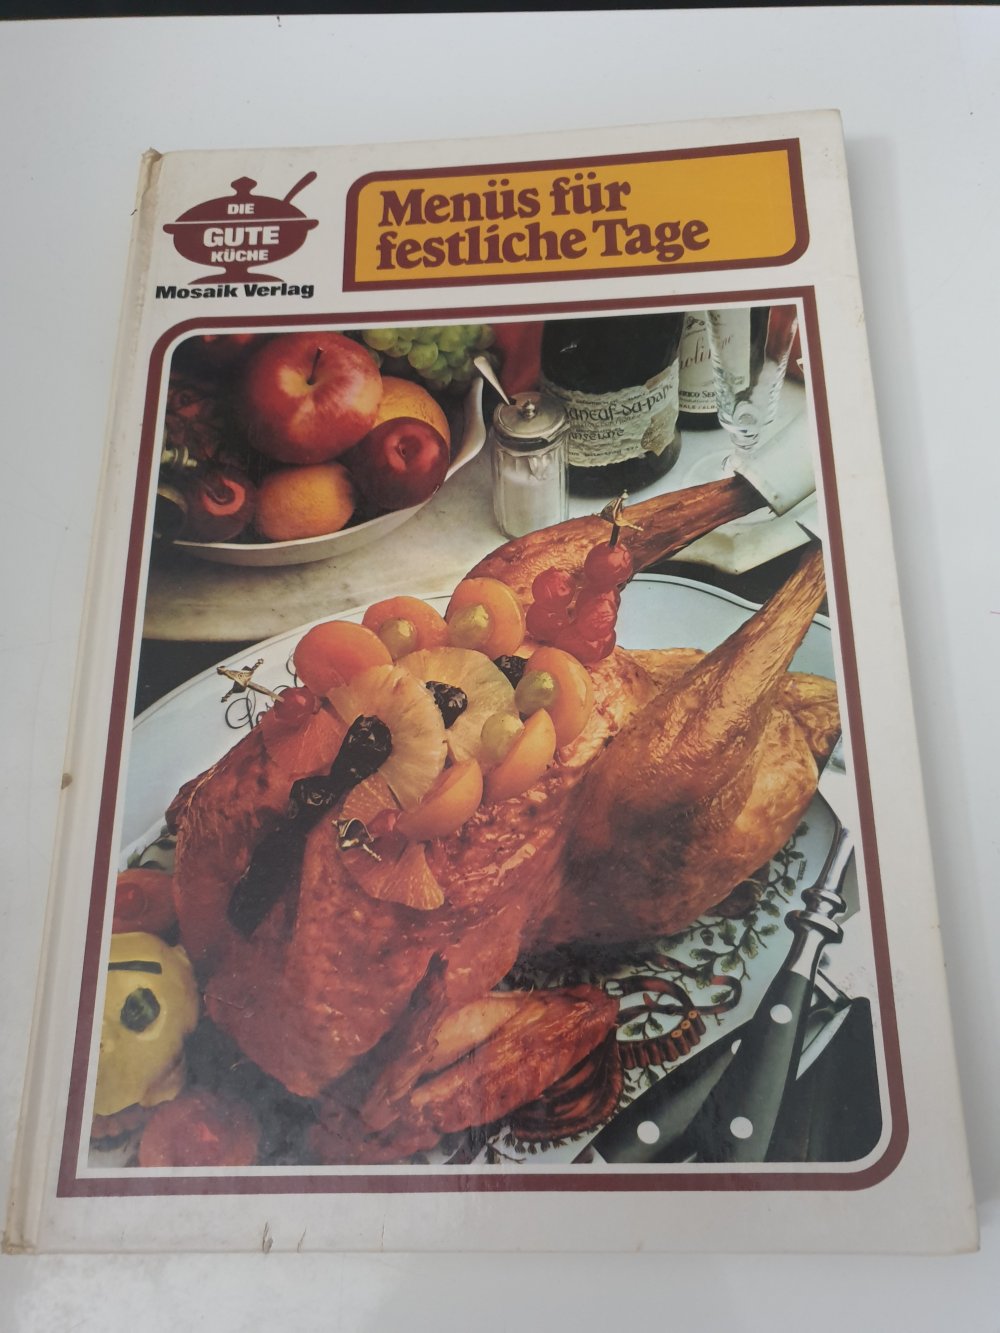 DIE
GUTE
KÜCHE
Mosaik Verlag
Menüs für
festliche Tage